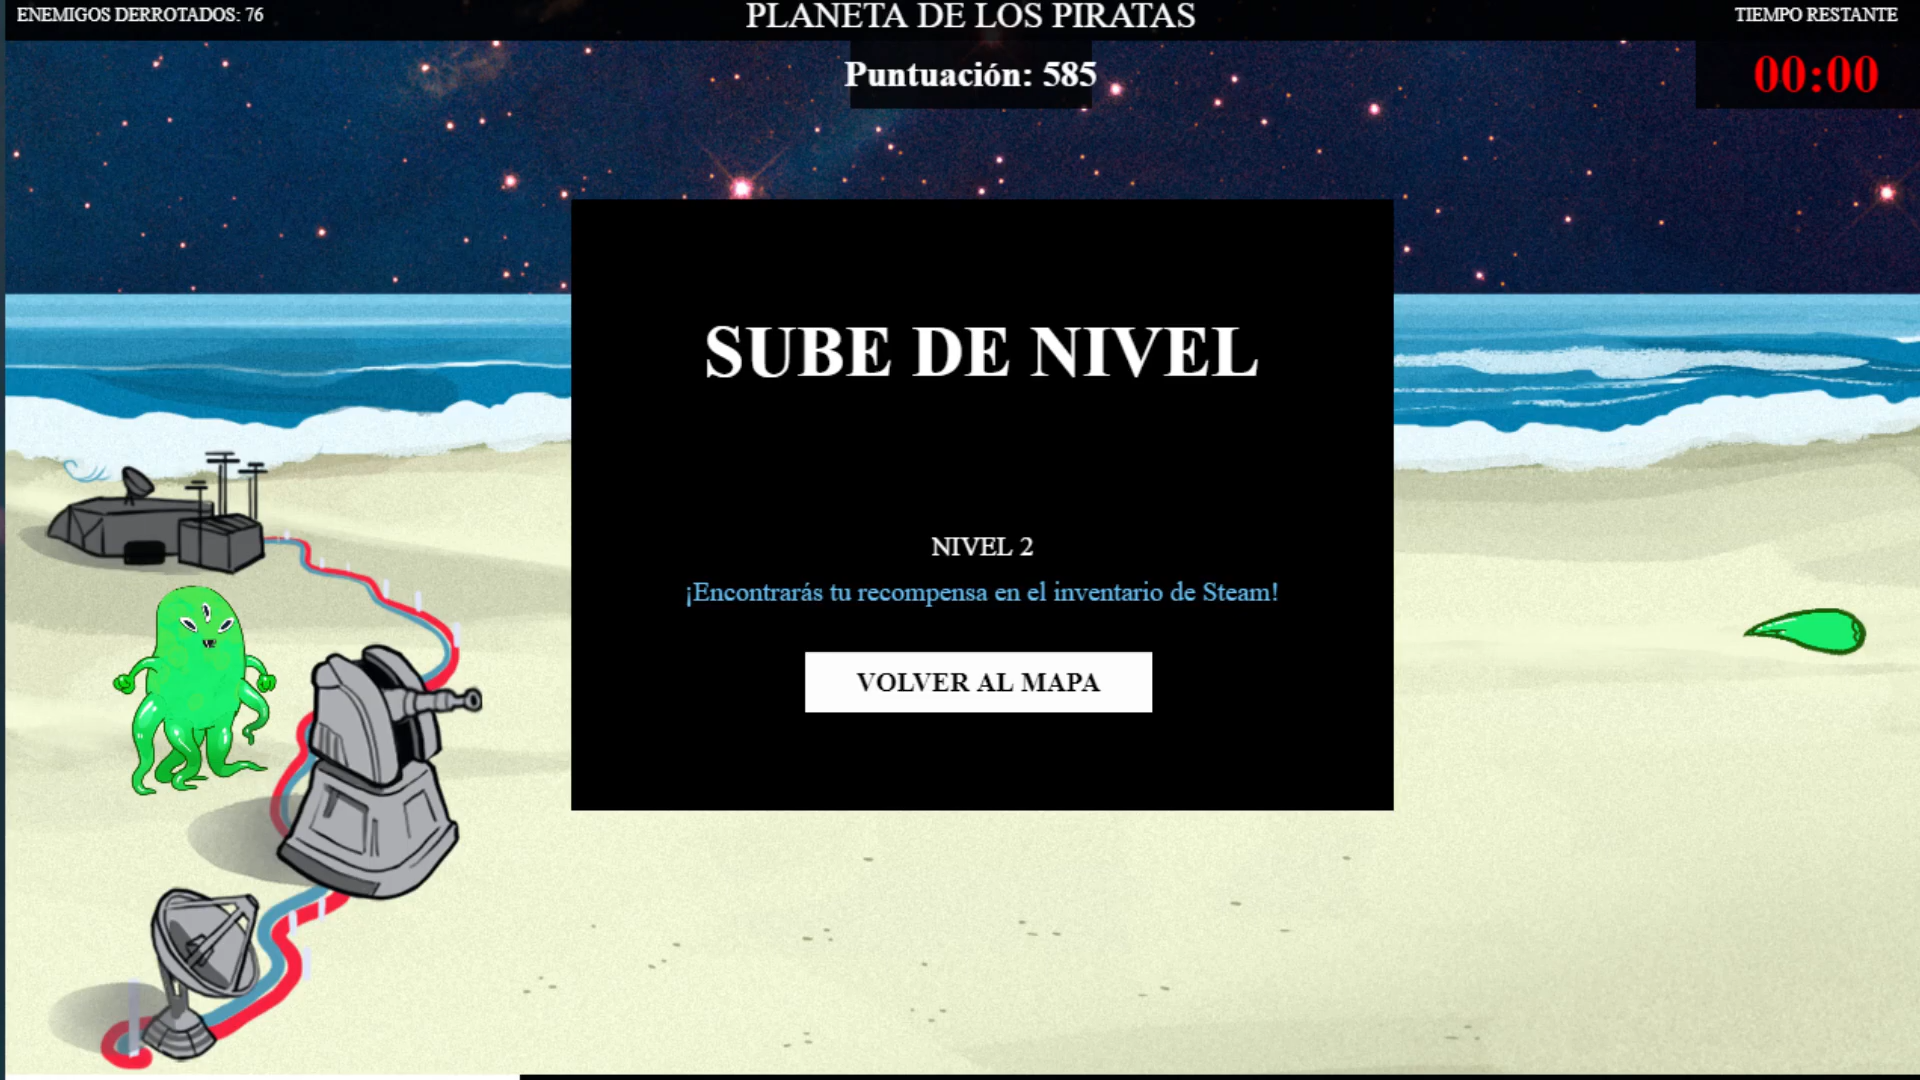 ENEMIGOS DERROTADOS: 76
PLANETA DE LOS PIRATAS
TIEMPO RESTANTE
Puntuación: 585
00:00
SUBE DE NIVEL
NIVEL 2
¡Encontrarás tu recompensa en el inventario de Steam!
VOLVER AL MAPA